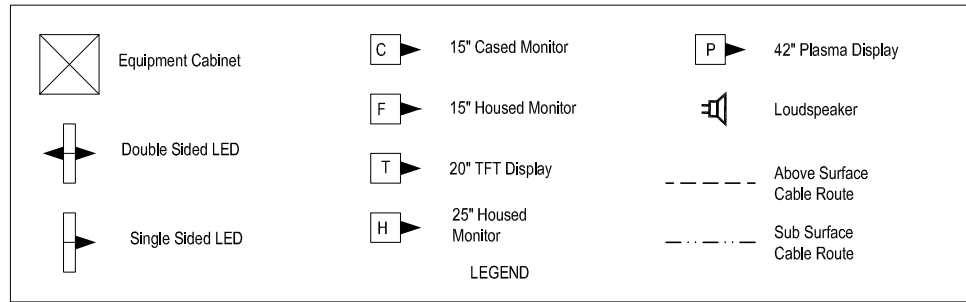 Equipment Cabinet
Double Sided LED
Single Sided LED
C
15" Cased Monitor
F
15" Housed Monitor
T
20" TFT Display
H
25" Housed
Monitor
P
42" Plasma Display
Loudspeaker
Above Surface
Cable Route
Sub Surface
Cable Route
LEGEND